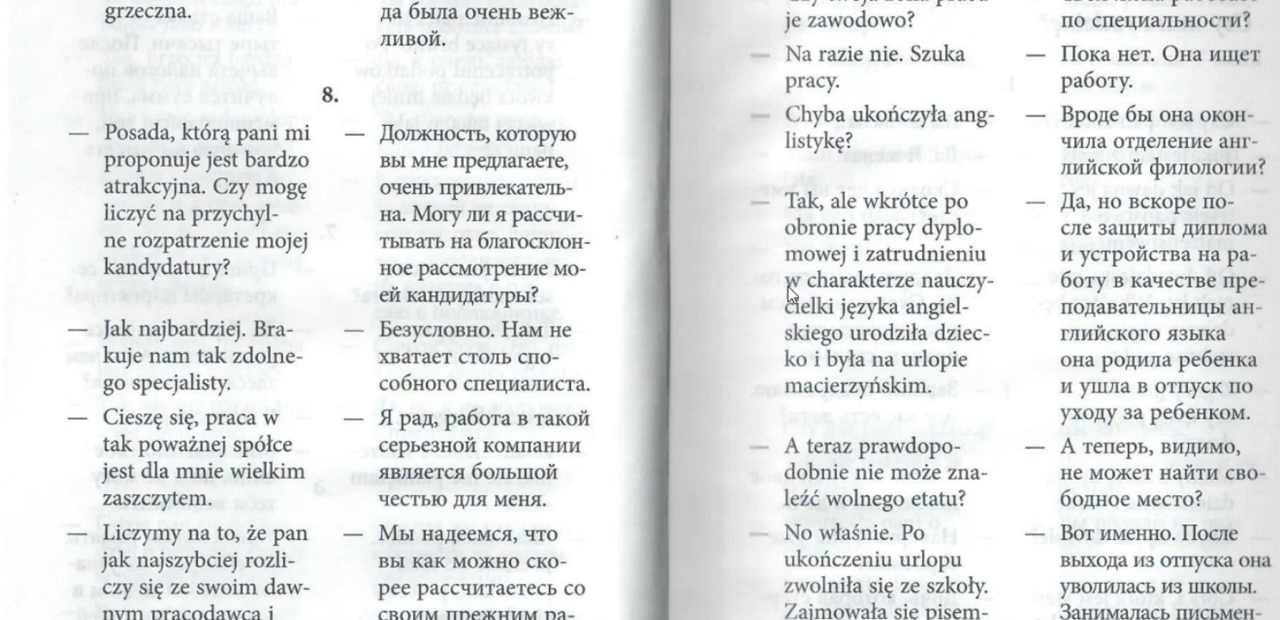 grzeczna.
8.
— Posada, którą pani mi
proponuje jest bardzo
atrakcyjna. Czy mogę
liczyć na przychyl-
ne rozpatrzenie mojej
kandydatury?
— Jak najbardziej. Bra-
kuje nam tak zdolne-
go specjalisty.
— Cieszę się, praca w
tak poważnej spółce
jest dla mnie wielkim
zaszczytem.
— Liczymy na to, że pan
jak najszybciej rozli-
czy się ze swoim daw-
nym pracodawcą i
да была очень веж-
ливой.
— Должность, которую
вы мне предлагаете,
очень привлекатель-
на. Могу ли я рассчи-
тывать на благосклон-
ное рассмотрение мо-
ей кандидатуры?
— Безусловно. Нам не
хватает столь спо-
собного специалиста.
— Я рад, работа в такой
серьезной компании
является большой
честью для меня.
— Мы надеемся, что
вы как можно ско-
рее рассчитаетесь со
своим прежним ра-
je zawodowo?
— Na razie nie. Szuka
pracy.
— Chyba ukończyła ang-
listykę?
— Tak, ale wkrótce po
obronie pracy dyplo-
mowej i zatrudnieniu
w charakterze nauczy-
cielki języka angiel-
skiego urodziła dziec-
ko i była na urlopie
macierzyńskim.
— A teraz prawdopo-
dobnie nie może zna-
leźć wolnego etatu?
— No właśnie. Po
ukończeniu urlopu
zwolniła się ze szkoły.
Zajmowała się pisem-
по специальности?
— Пока нет. Она ищет
работу.
— Вроде бы она окон-
чила отделение анг-
лийской филологии?
— Да, но вскоре по-
сле защиты диплома
и устройства на ра-
боту в качестве пре-
подавательницы ан-
глийского языка
она родила ребенка
и ушла в отпуск по
уходу за ребенком.
— А теперь, видимо,
не может найти сво-
бодное место?
— Вот именно. После
выхода из отпуска она
уволилась из школы.
Занималась письмен-